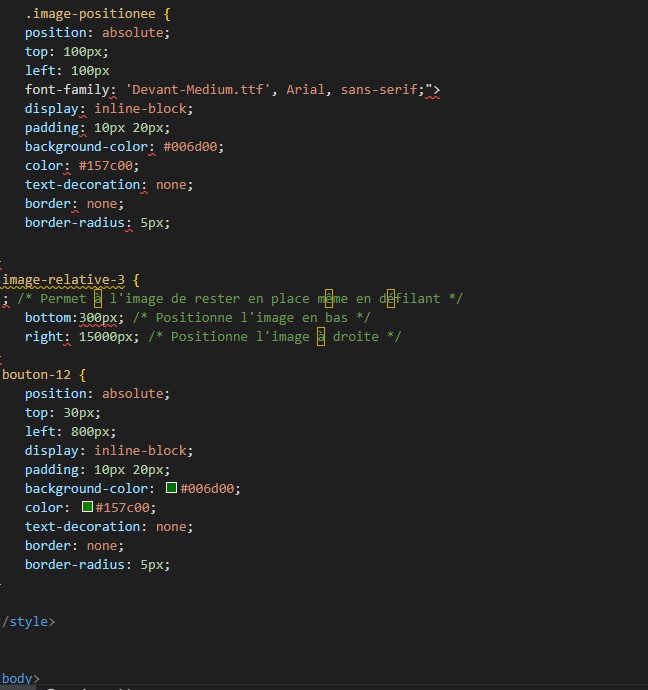 .image-positionee {
position: absolute;
top: 100px;
left: 100px
font-family: 'Devant-Medium.ttf', Arial, sans-serif;">
display: inline-block;
padding: 10px 20px;
background-color: #006d00;
color: #157c00;
text-decoration: none;
border: none;
border-radius: 5px;
image-relative-3 {
; /* Permet à l'image de rester en place même en défilant */
bottom:300px; /* Positionne l'image en bas */
right: 15000px; /* Positionne l'image à droite */
bouton-12 {
position: absolute;
top: 30px;
left: 800px;
display: inline-block;
padding: 10px 20px;
background-color: #006d00;
color: #157c00;
text-decoration: none;
border: none;
border-radius: 5px;
/style>
body>